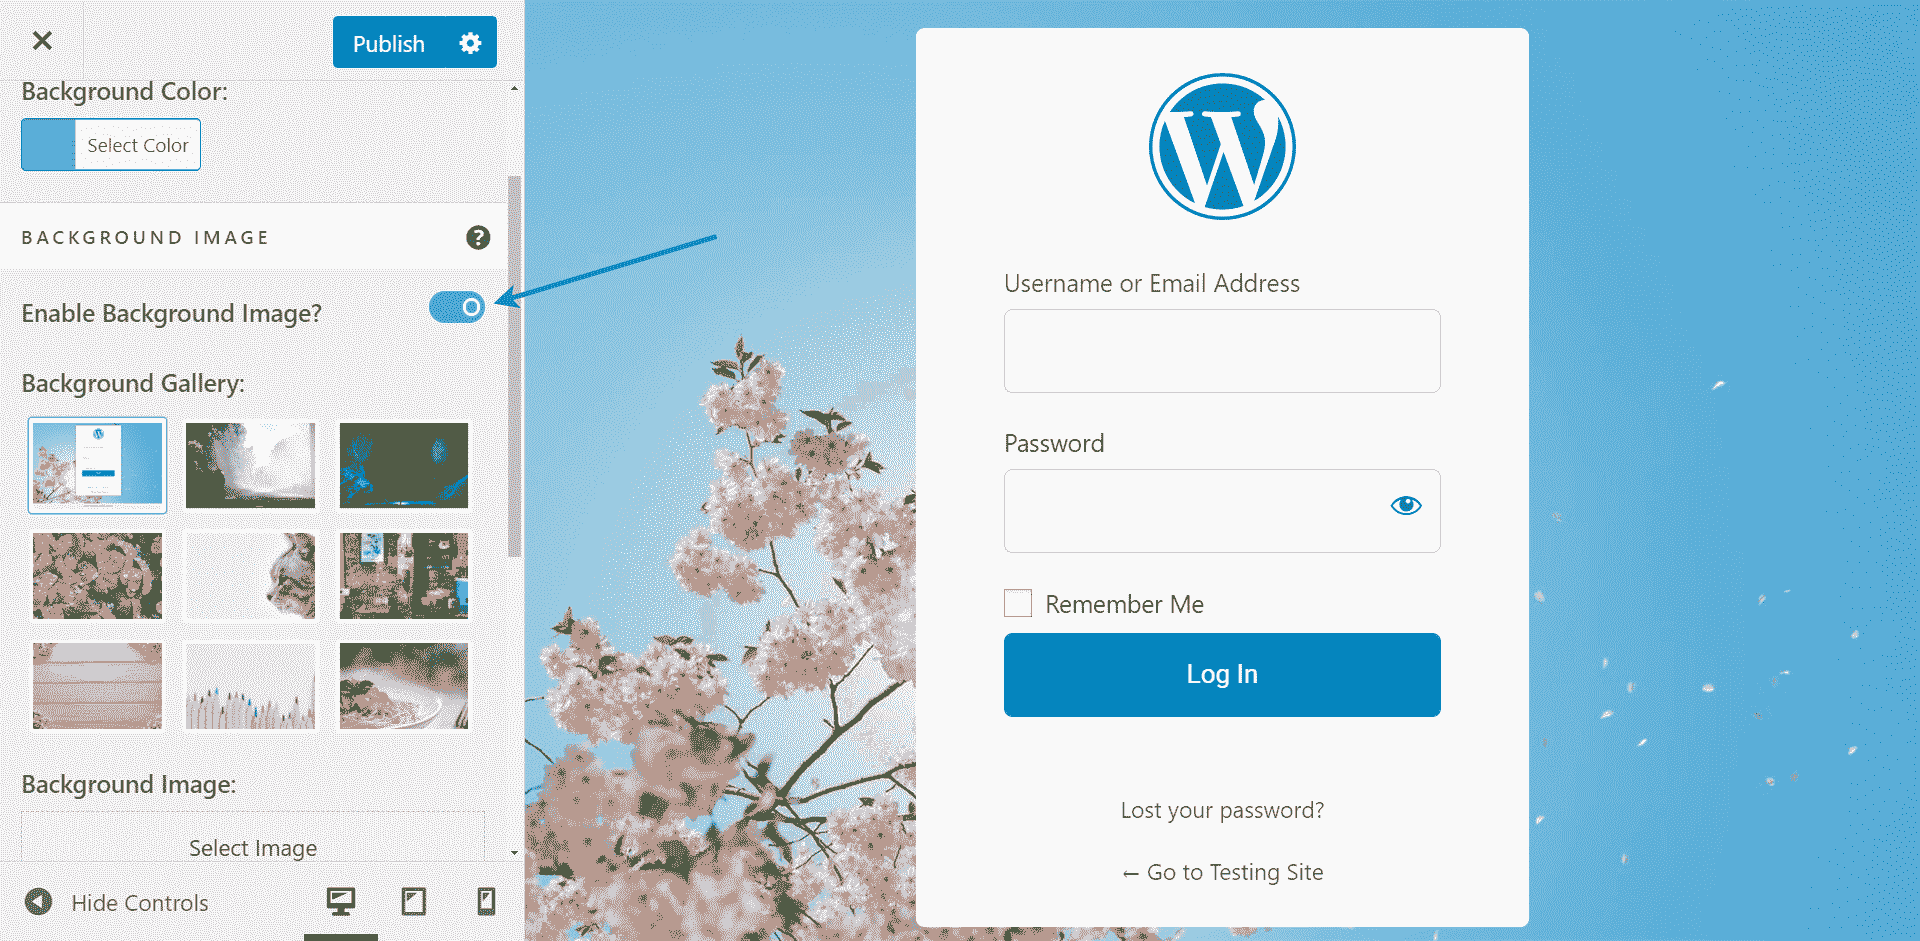 Publish
Background Color:
Select Color
BACKGROUND IMAGE
Enable Background Image?
Background Gallery:
Background Image:
Select Image
Hide Controls
Username or Email Address
Password
Remember Me
Log In
Lost your password?
← Go to Testing Site